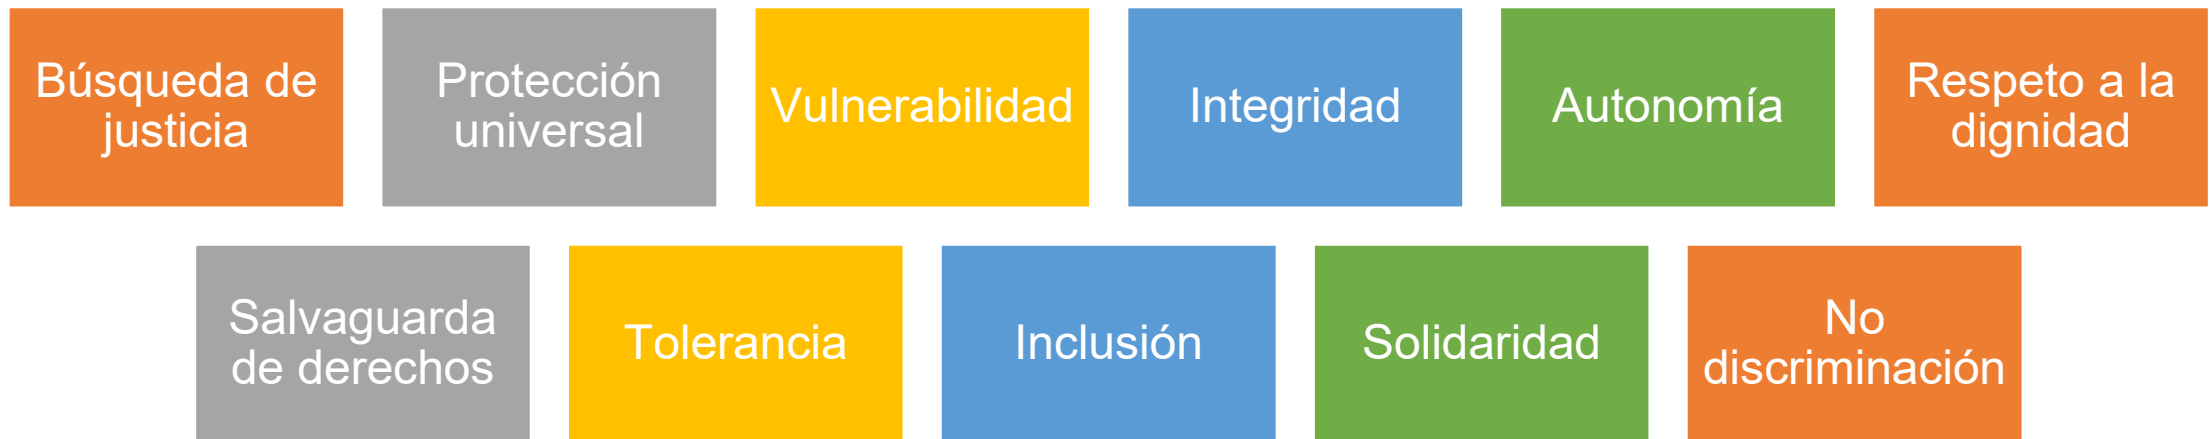 Búsqueda de
justicia
Protección
universal
Vulnerabilidad
Integridad
Autonomía
Respeto a la
dignidad
Salvaguarda
de derechos
Tolerancia
Inclusión
Solidaridad
No
discriminación